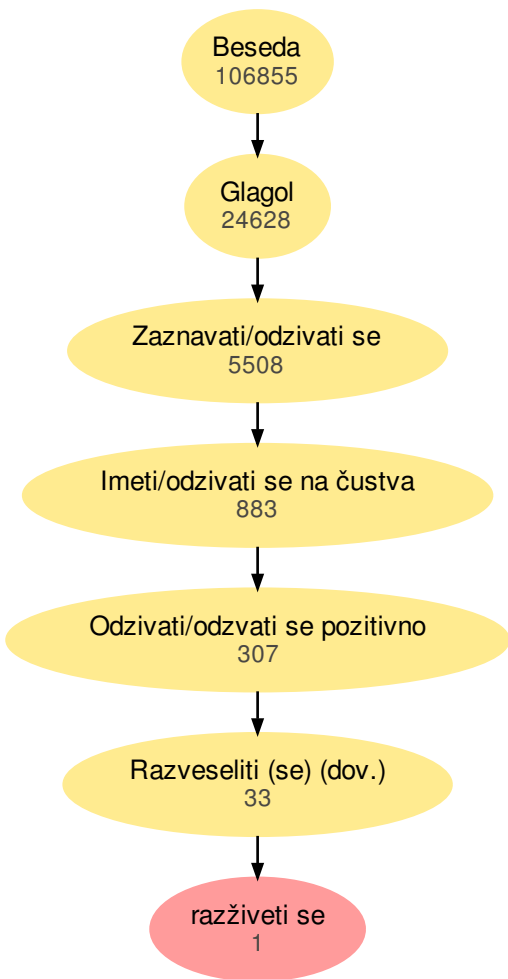 Beseda
106855
Glagol
24628
Zaznavati/odzivati se
5508
Imeti/odzivati se na čustva
883
Odzivati/odzvati se pozitivno
307
Razveseliti (se) (dov.)
33
razživeti se
1